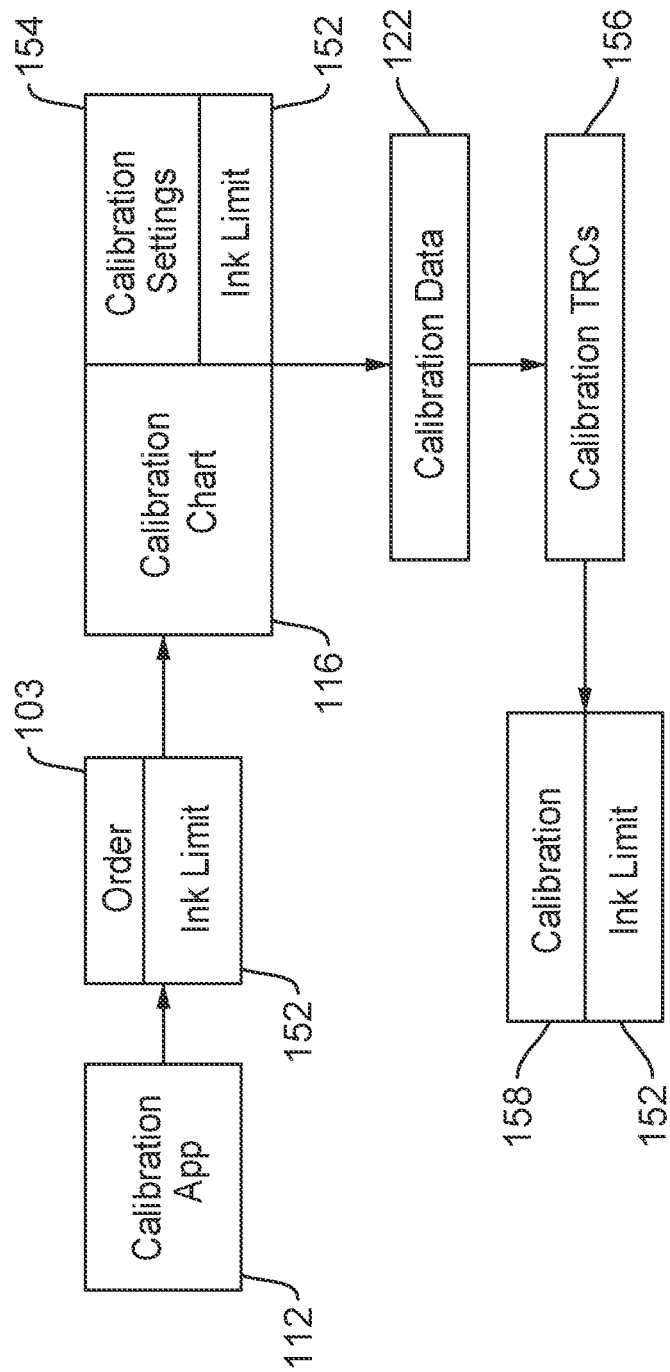 Calibration
App
112
Order
103
Ink Limit
152
Calibration
Chart
116
Calibration
Settings
154
Ink Limit
152
Calibration Data
122
Calibration TRCs
156
Calibration
158
Ink Limit
152